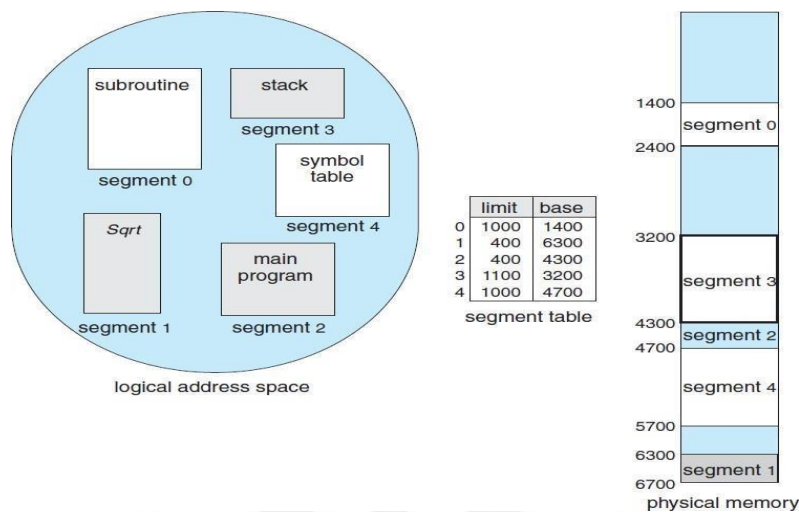 subroutine
segment 0
stack
segment 3
symbol
table
segment 4
Sqrt
segment 1
main
program
segment 2
logical address space
limit base
0 1000 1400
1 400 6300
2 400 4300
3 1100 3200
4 1000 4700
segment table
1400
segment 0
2400
3200
segment 3
4300
segment 2
4700
segment 4
5700
6300
segment 1
6700
physical memory